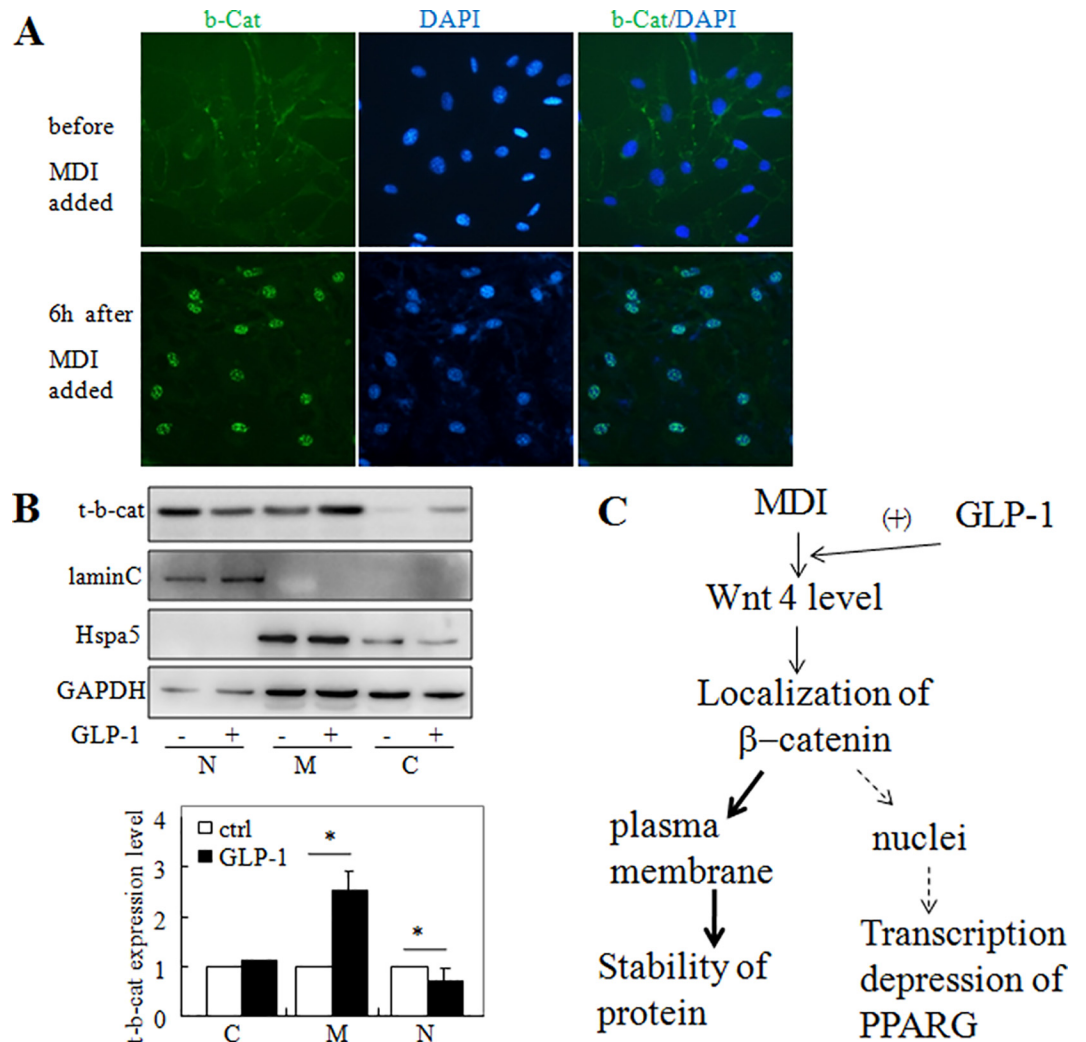 A
b-Cat DAPI b-Cat/DAPI
before
MDI
added
6h after
MDI
added
B
t-b-cat
laminC
Hspa5
GAPDH
GLP-1 - + - + - +
N M C
t-b-cat expression level
4
3
2
1
0
ctrl
GLP-1
*
*
C M N
C
MDI (+) GLP-1
Wnt 4 level
Localization of
β–catenin
plasma
membrane
nuclei
Stability of
protein
Transcription
depression of
PPARG